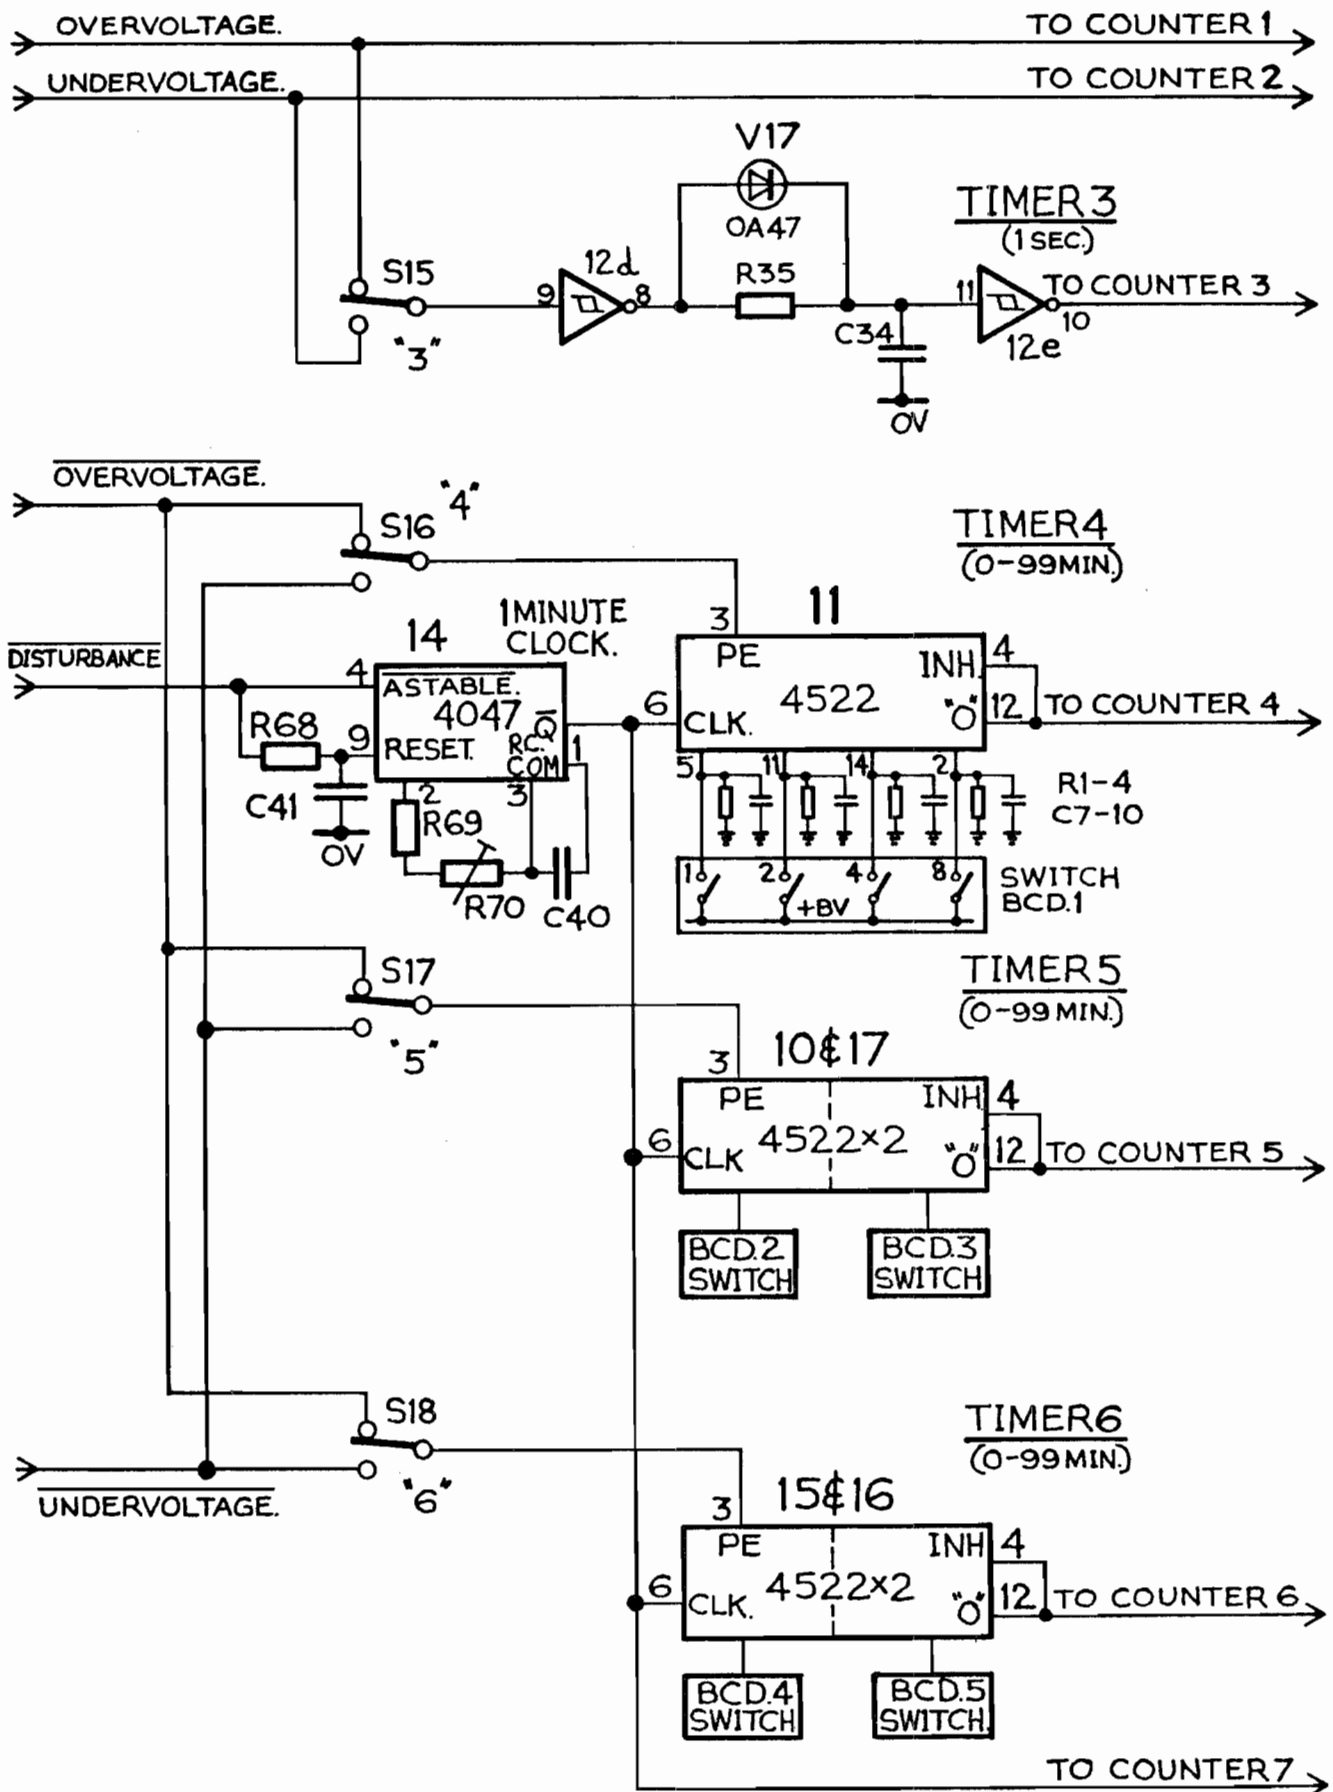 OVERVOLTAGE.
TO COUNTER 1
UNDERVOLTAGE.
TO COUNTER 2
V17
OA47
TIMER 3
(1 SEC.)
S15
"3"
9
12d
8
R35
C34
0V
11
12e
10
TO COUNTER 3
OVERVOLTAGE.
"4"
S16
TIMER 4
(0-99 MIN.)
DISTURBANCE
14
1 MINUTE
CLOCK.
4
ASTABLE.
4047
Q
R68
9
RESET.
RC.
COM
1
C41
0V
2
3
R69
R70
C40
11
3
PE
INH.
4
6
CLK.
4522
"0"
12
TO COUNTER 4
5
11
14
2
R1-4
C7-10
1
2
4
8
+BV
SWITCH
BCD.1
S17
"5"
TIMER 5
(0-99 MIN.)
10&17
3
PE
INH
4
6
CLK
4522×2
"0"
12
TO COUNTER 5
BCD.2
SWITCH
BCD.3
SWITCH
S18
"6"
UNDERVOLTAGE.
TIMER 6
(0-99 MIN.)
15&16
3
PE
INH
4
6
CLK.
4522×2
"0"
12
TO COUNTER 6
BCD.4
SWITCH
BCD.5
SWITCH
TO COUNTER 7